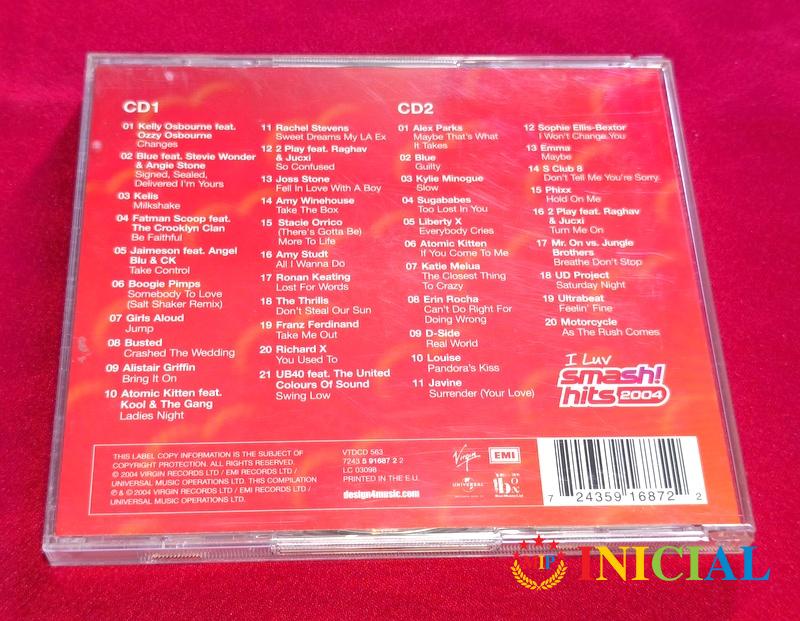 CD1
01 Kelly Osbourne feat.
Ozzy Osbourne
Changes
02 Blue feat. Stevie Wonder
& Angie Stone
Signed, Sealed,
Delivered I'm Yours
03 Kelis
Milkshake
04 Fatman Scoop feat.
The Crooklyn Clan
Be Faithful
05 Jaimeson feat. Angel
Blu & CK
Take Control
06 Boogie Pimps
Somebody To Love
(Salt Shaker Remix)
07 Girls Aloud
Jump
08 Busted
Crashed The Wedding
09 Alistair Griffin
Bring It On
10 Atomic Kitten feat.
Kool & The Gang
Ladies Night
11 Rachel Stevens
Sweet Dreams My LA Ex
12 2 Play feat. Raghav
& Jucxi
So Confused
13 Joss Stone
Fell In Love With A Boy
14 Amy Winehouse
Take The Box
15 Stacie Orrico
(There's Gotta Be)
More To Life
16 Amy Studt
All I Wanna Do
17 Ronan Keating
Lost For Words
18 The Thrills
Don't Steal Our Sun
19 Franz Ferdinand
Take Me Out
20 Richard X
You Used To
21 UB40 feat. The United
Colours Of Sound
Swing Low
CD2
01 Alex Parks
Maybe That's What
It Takes
02 Blue
Guilty
03 Kylie Minogue
Slow
04 Sugababes
Too Lost In You
05 Liberty X
Everybody Cries
06 Atomic Kitten
If You Come To Me
07 Katie Melua
The Closest Thing
To Crazy
08 Erin Rocha
Can't Do Right For
Doing Wrong
09 D-Side
Real World
10 Louise
Pandora's Kiss
11 Javine
Surrender (Your Love)
12 Sophie Ellis-Bextor
I Won't Change You
13 Emma
Maybe
14 S Club 8
Don't Tell Me You're Sorry
15 Phixx
Hold On Me
16 2 Play feat. Raghav
& Jucxi
Turn Me On
17 Mr. On vs. Jungle
Brothers
Breathe Don't Stop
18 UD Project
Saturday Night
19 Ultrabeat
Feelin' Fine
20 Motorcycle
As The Rush Comes
I Luv
smash!
hits 2004
THIS LABEL COPY INFORMATION IS THE SUBJECT OF
COPYRIGHT PROTECTION. ALL RIGHTS RESERVED.
© 2004 VIRGIN RECORDS LTD / EMI RECORDS LTD /
UNIVERSAL MUSIC OPERATIONS LTD. THIS COMPILATION
℗ & © 2004 VIRGIN RECORDS LTD / EMI RECORDS LTD /
UNIVERSAL MUSIC OPERATIONS LTD.
VTDCD 583
7243 5 91687 2 2
LC 03098
PRINTED IN THE E.U.
design4music.com
Virgin
EMI
UNIVERSAL
box
7 24359 16872 2
IP INICIAL